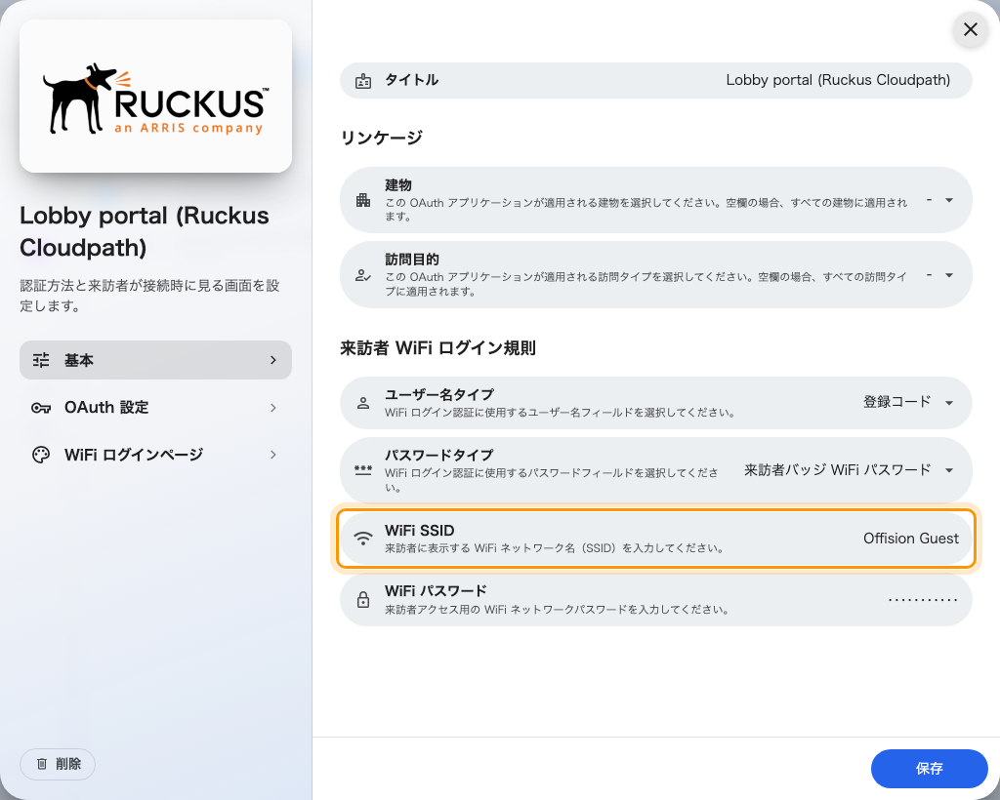 RUCKUS™
an ARRIS company
Lobby portal (Ruckus
Cloudpath)
認証方法と来訪者が接続時に見る画面を設
定します。
基本
OAuth 設定
WiFi ログインページ
削除
タイトル
Lobby portal (Ruckus Cloudpath)
リンケージ
建物
この OAuth アプリケーションが適用される建物を選択してください。空欄の場合、すべての建物に適用され
ます。
-
訪問目的
この OAuth アプリケーションが適用される訪問タイプを選択してください。空欄の場合、すべての訪問タイ
プに適用されます。
-
来訪者 WiFi ログイン規則
ユーザー名タイプ
WiFi ログイン認証に使用するユーザー名フィールドを選択してください。
登録コード
パスワードタイプ
WiFi ログイン認証に使用するパスワードフィールドを選択してくださ
い。
来訪者バッジ WiFi パスワード
WiFi SSID
来訪者に表示する WiFi ネットワーク名（SSID）を入力してください。
Offision Guest
WiFi パスワード
来訪者アクセス用の WiFi ネットワークパスワードを入力してください。
···········
保存